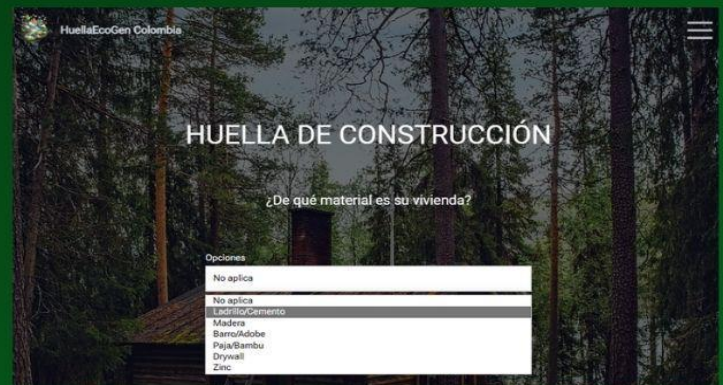 HuellaEcoGen Colombia
HUELLA DE CONSTRUCCIÓN
¿De qué material es su vivienda?
Opciones
No aplica
No aplica
Ladrillo/Cemento
Madera
Barro/Adobe
Paja/Bambu
Drywall
Zinc